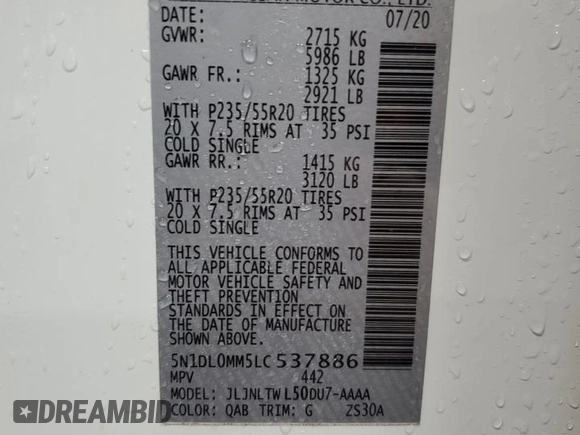 MOTOR CO., LTD.
DATE: 07/20
GVWR: 2715 KG
5986 LB
GAWR FR.: 1325 KG
2921 LB
WITH P235/55R20 TIRES
20 X 7.5 RIMS AT 35 PSI
COLD SINGLE
GAWR RR.: 1415 KG
3120 LB
WITH P235/55R20 TIRES
20 X 7.5 RIMS AT 35 PSI
COLD SINGLE
THIS VEHICLE CONFORMS TO
ALL APPLICABLE FEDERAL
MOTOR VEHICLE SAFETY AND
THEFT PREVENTION
STANDARDS IN EFFECT ON
THE DATE OF MANUFACTURE
SHOWN ABOVE.
5N1DL0MM5LC537886
MPV 442
MODEL: JLJNLTWL50DU7-AAAA
COLOR: QAB TRIM: G ZS30A
AUTOBIDMASTER